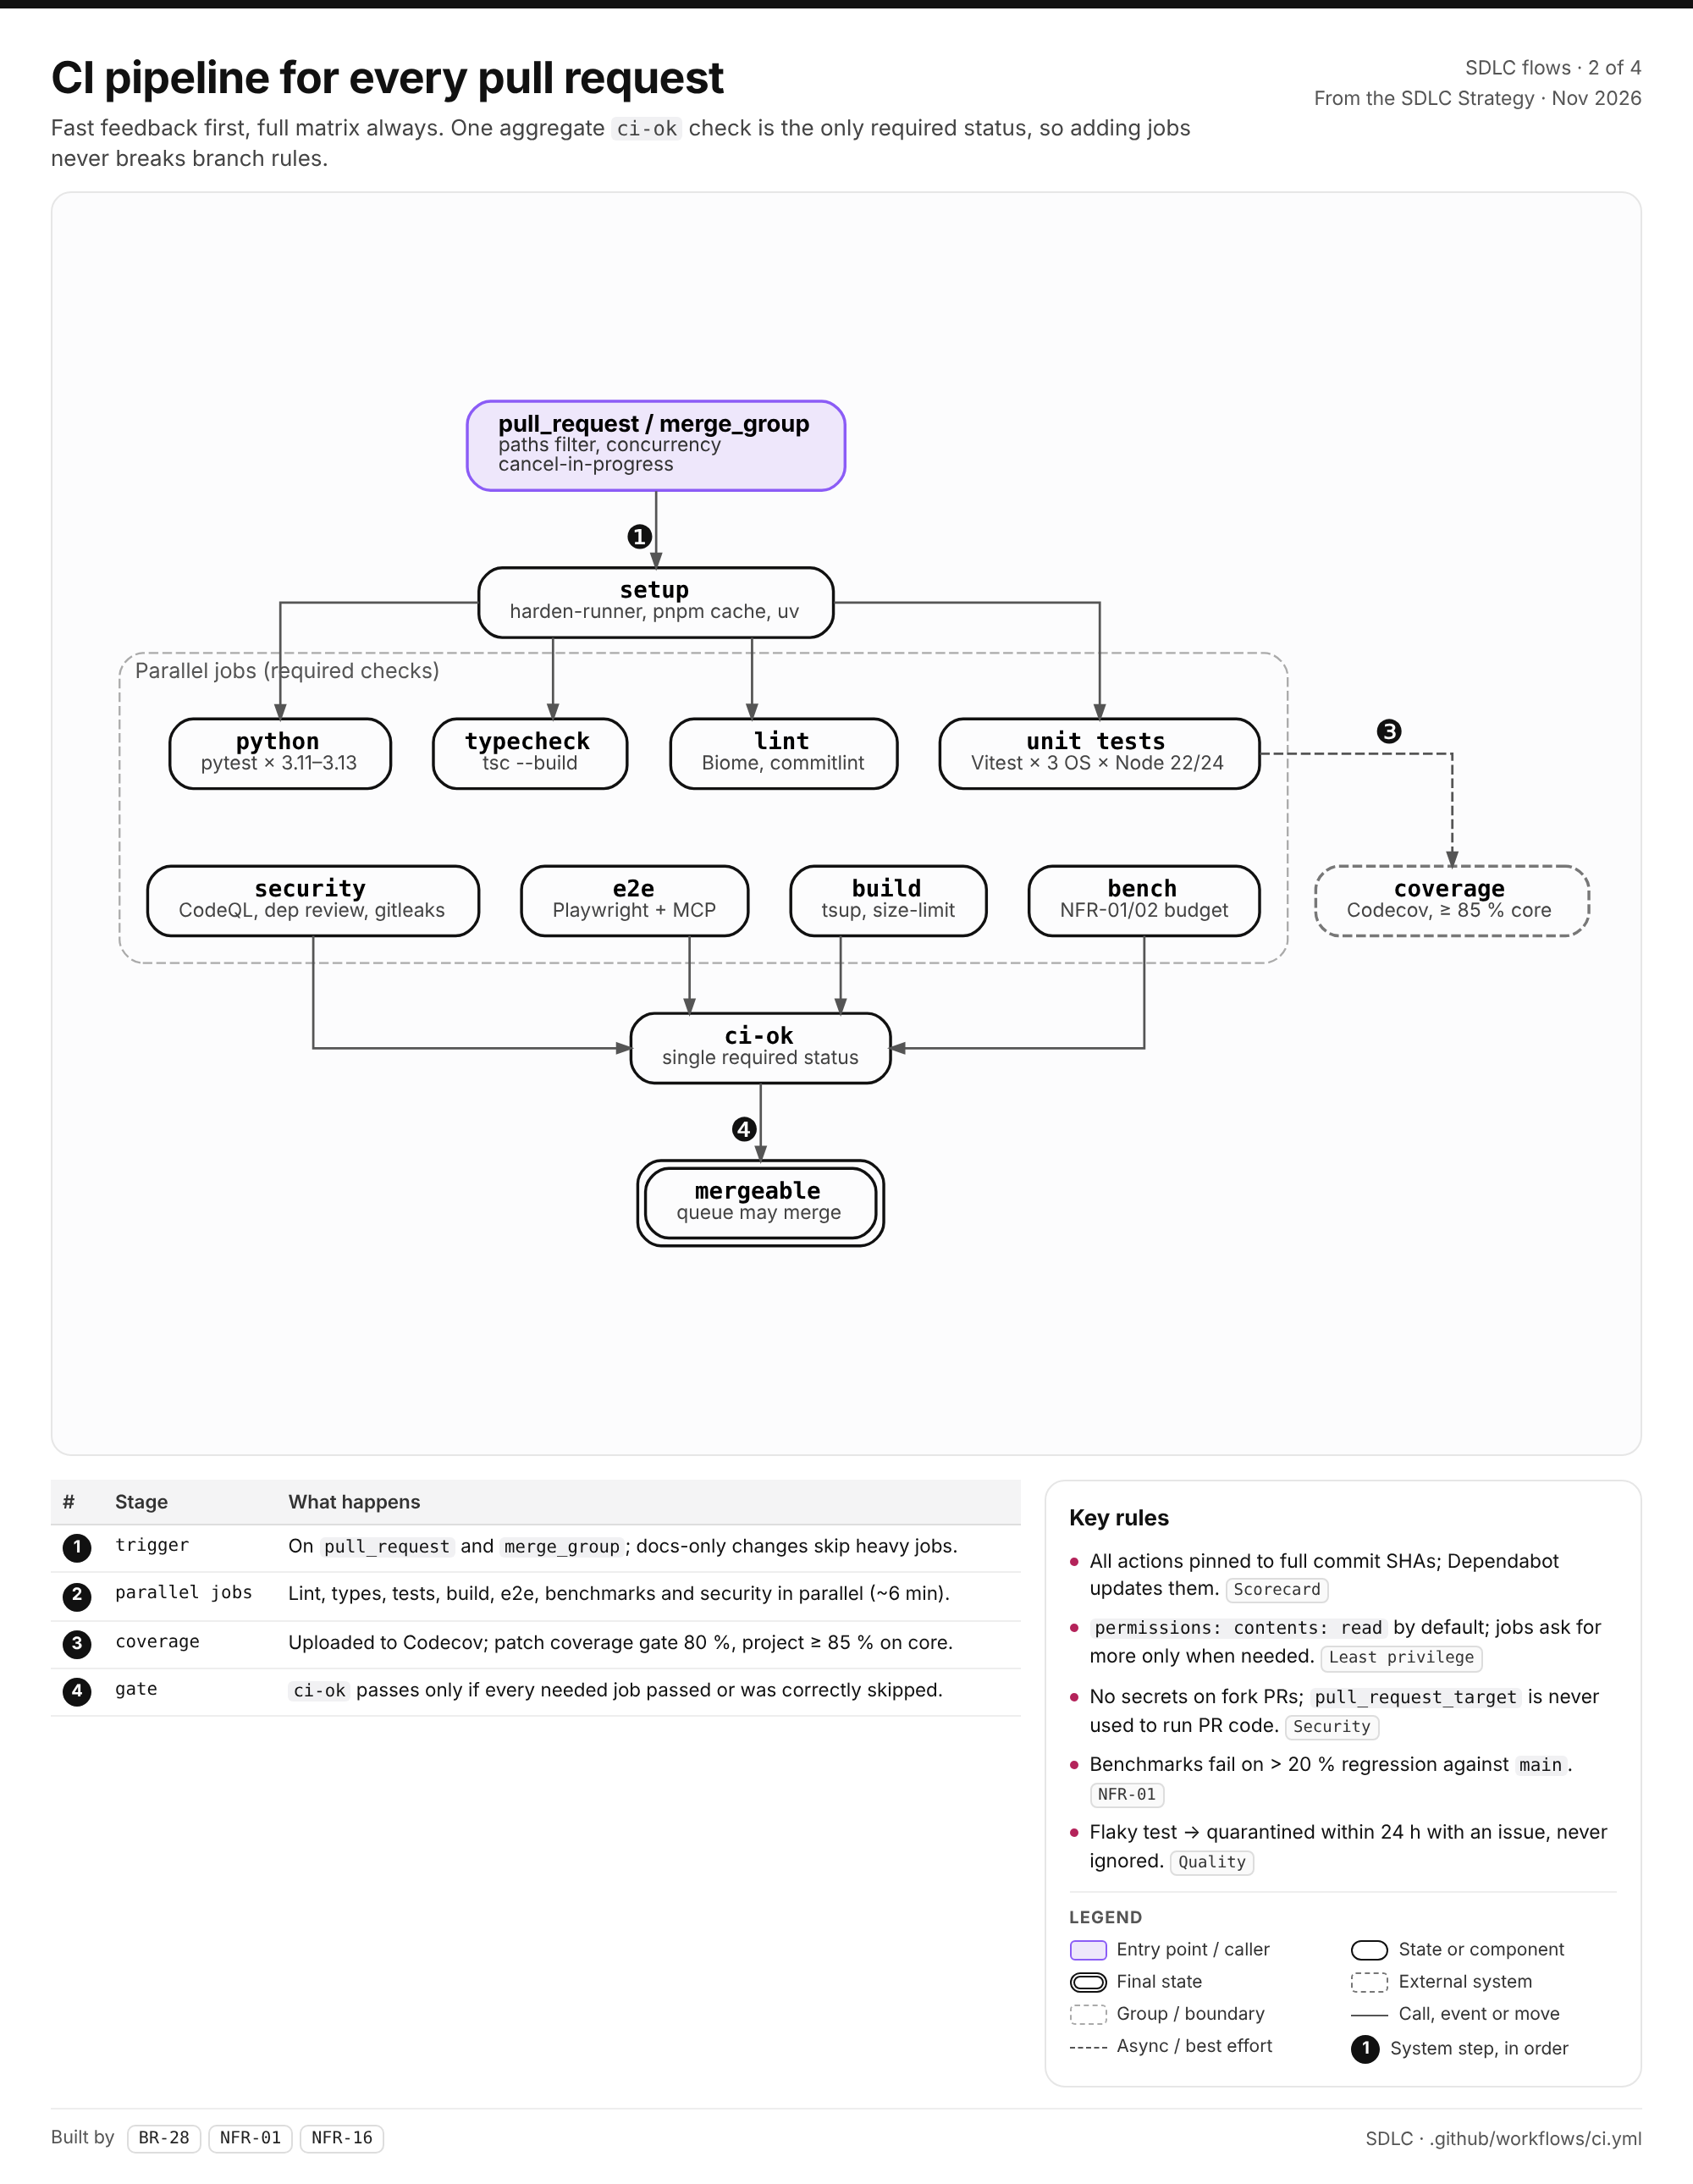 CI pipeline for every pull request
SDLC flows · 2 of 4
From the SDLC Strategy · Nov 2026
Fast feedback first, full matrix always. One aggregate ci-ok check is the only required status, so adding jobs
never breaks branch rules.
pull_request / merge_group
paths filter, concurrency
cancel-in-progress
1
setup
harden-runner, pnpm cache, uv
Parallel jobs (required checks)
python
pytest × 3.11–3.13
typecheck
tsc --build
lint
Biome, commitlint
unit tests
Vitest × 3 OS × Node 22/24
3
security
CodeQL, dep review, gitleaks
e2e
Playwright + MCP
build
tsup, size-limit
bench
NFR-01/02 budget
coverage
Codecov, ≥ 85 % core
ci-ok
single required status
4
mergeable
queue may merge
# Stage What happens
1 trigger On pull_request and merge_group; docs-only changes skip heavy jobs.
2 parallel jobs Lint, types, tests, build, e2e, benchmarks and security in parallel (~6 min).
3 coverage Uploaded to Codecov; patch coverage gate 80 %, project ≥ 85 % on core.
4 gate ci-ok passes only if every needed job passed or was correctly skipped.
Key rules
All actions pinned to full commit SHAs; Dependabot
updates them. Scorecard
permissions: contents: read by default; jobs ask for
more only when needed. Least privilege
No secrets on fork PRs; pull_request_target is never
used to run PR code. Security
Benchmarks fail on > 20 % regression against main.
NFR-01
Flaky test → quarantined within 24 h with an issue, never
ignored. Quality
LEGEND
Entry point / caller
State or component
Final state
External system
Group / boundary
Call, event or move
Async / best effort
1 System step, in order
Built by BR-28 NFR-01 NFR-16
SDLC · .github/workflows/ci.yml